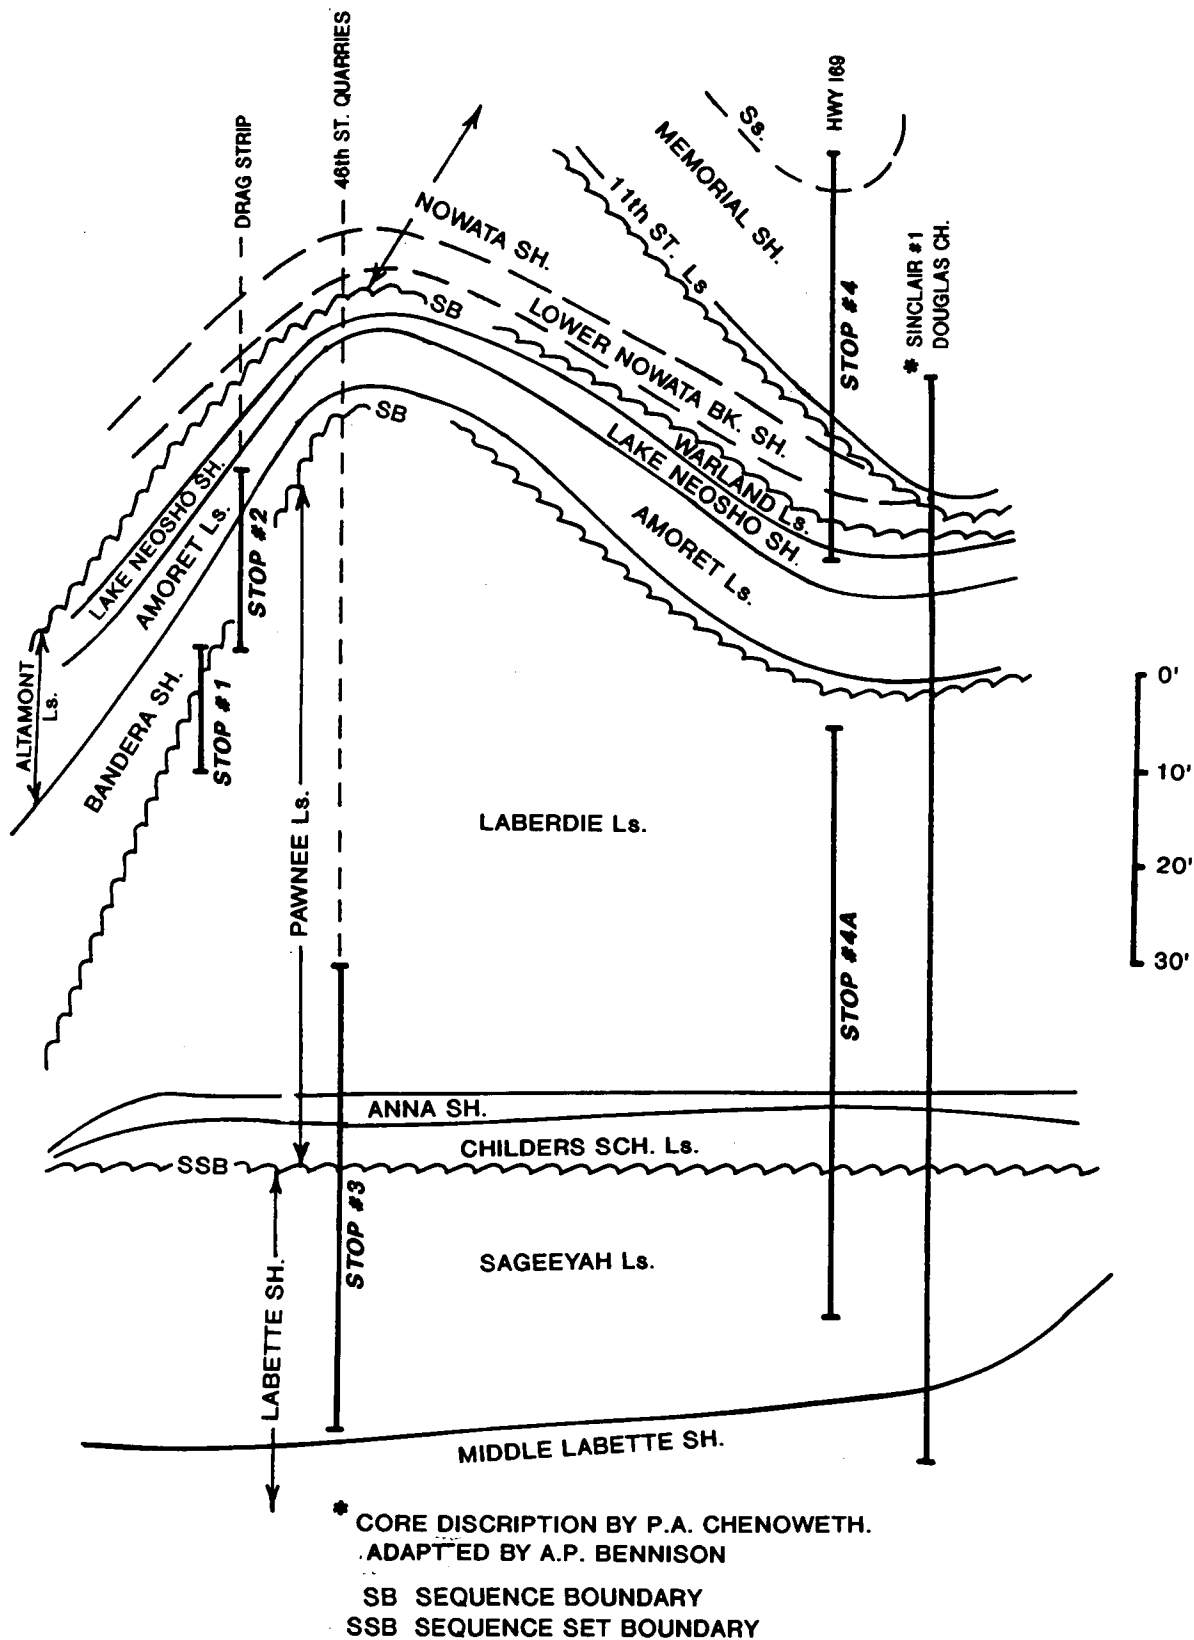 46th ST. QUARRIES
DRAG STRIP
HWY 169
Ss.
MEMORIAL SH.
11th ST. Ls
NOWATA SH.
* SINCLAIR #1
DOUGLAS CH.
STOP #4
SB
LOWER NOWATA BK. SH.
WARLAND Ls.
LAKE NEOSHO SH.
AMORET Ls.
SB
LAKE NEOSHO SH.
AMORET Ls.
STOP #2
ALTAMONT
Ls.
BANDERA SH.
STOP #1
0'
10'
20'
30'
PAWNEE Ls.
LABERDIE Ls.
STOP #4A
ANNA SH.
CHILDERS SCH. Ls.
SSB
STOP #3
LABETTE SH.
SAGEEYAH Ls.
MIDDLE LABETTE SH.
* CORE DISCRIPTION BY P.A. CHENOWETH.
ADAPTED BY A.P. BENNISON
SB SEQUENCE BOUNDARY
SSB SEQUENCE SET BOUNDARY